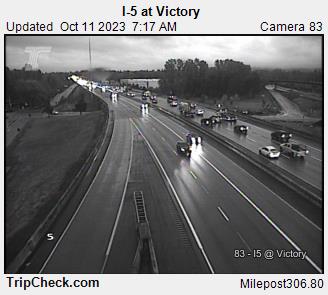 I-5 at Victory
Updated Oct 11 2023 7:17 AM Camera 83
S
83 - I5 @ Victory
TripCheck.com Milepost306.80